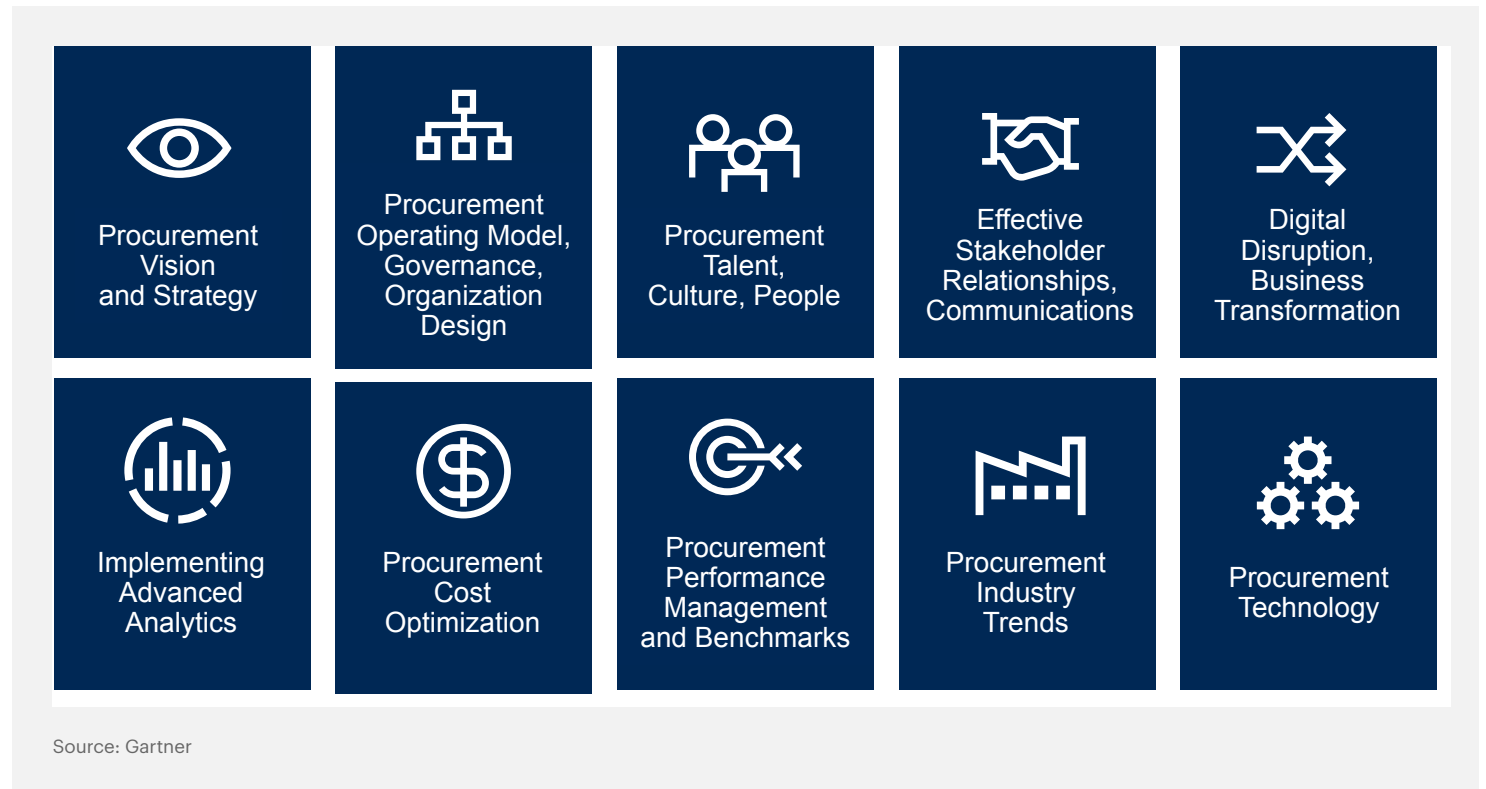 Procurement
Vision
and Strategy
Procurement
Operating Model,
Governance,
Organization
Design
Procurement
Talent,
Culture, People
Effective
Stakeholder
Relationships,
Communications
Digital
Disruption,
Business
Transformation
Implementing
Advanced
Analytics
Procurement
Cost
Optimization
Procurement
Performance
Management
and Benchmarks
Procurement
Industry
Trends
Procurement
Technology
Source: Gartner